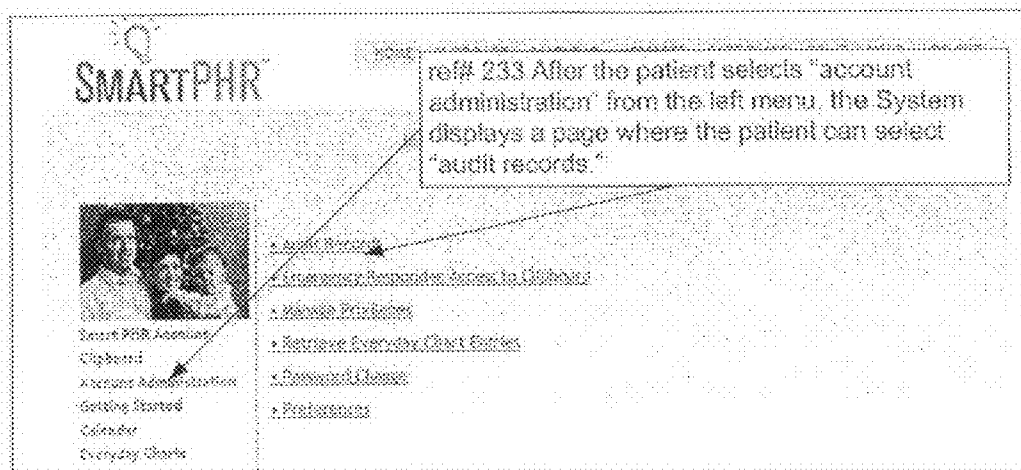 SMARTPHR
HOME
ref# 233 After the patient selects "account
administration" from the left menu, the System
displays a page where the patient can select
"audit records."
• Audit Records
• Emergency Responder Access to Clipboard
• Manage Privileges
• Retrieve Everyday Chart Entries
• Password Change
• Preferences
Smart PHR Account
Clipboard
Account Administration
Getting Started
Calendar
Everyday Charts